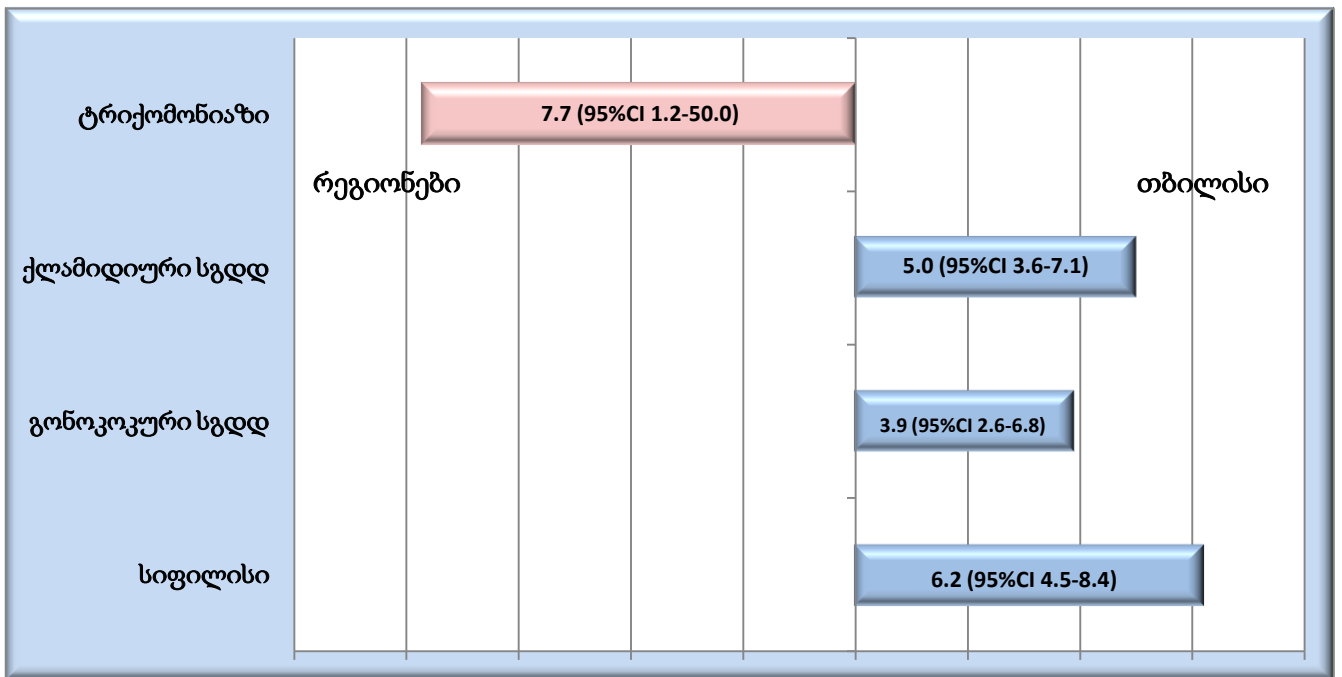 ტრიქომონიაზი
7.7 (95%CI 1.2-50.0)
რეგიონები
თბილისი
ქლამიდიური სგდდ
5.0 (95%CI 3.6-7.1)
გონოკოკური სგდდ
3.9 (95%CI 2.6-6.8)
სიფილისი
6.2 (95%CI 4.5-8.4)